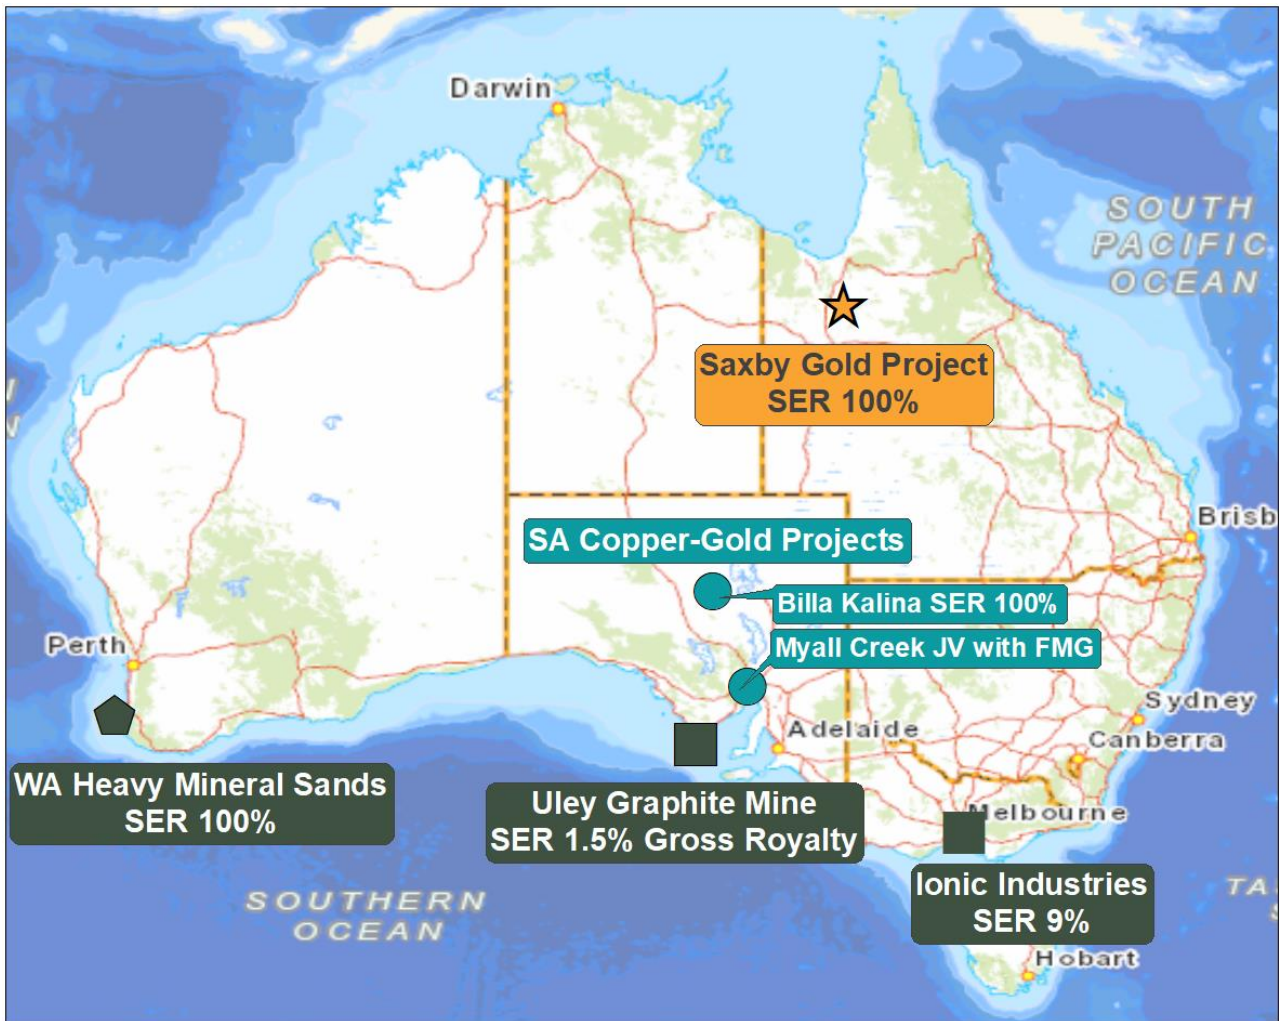 Darwin
SOUTH
PACIFIC
OCEAN
Saxby Gold Project
SER 100%
Brisb
SA Copper-Gold Projects
Billa Kalina SER 100%
Myall Creek JV with FMG
Perth
Sydney
Adelaide
Canberra
WA Heavy Mineral Sands
SER 100%
Uley Graphite Mine
SER 1.5% Gross Royalty
Melbourne
Ionic Industries
SER 9%
SOUTHERN
OCEAN
TA
Hobart